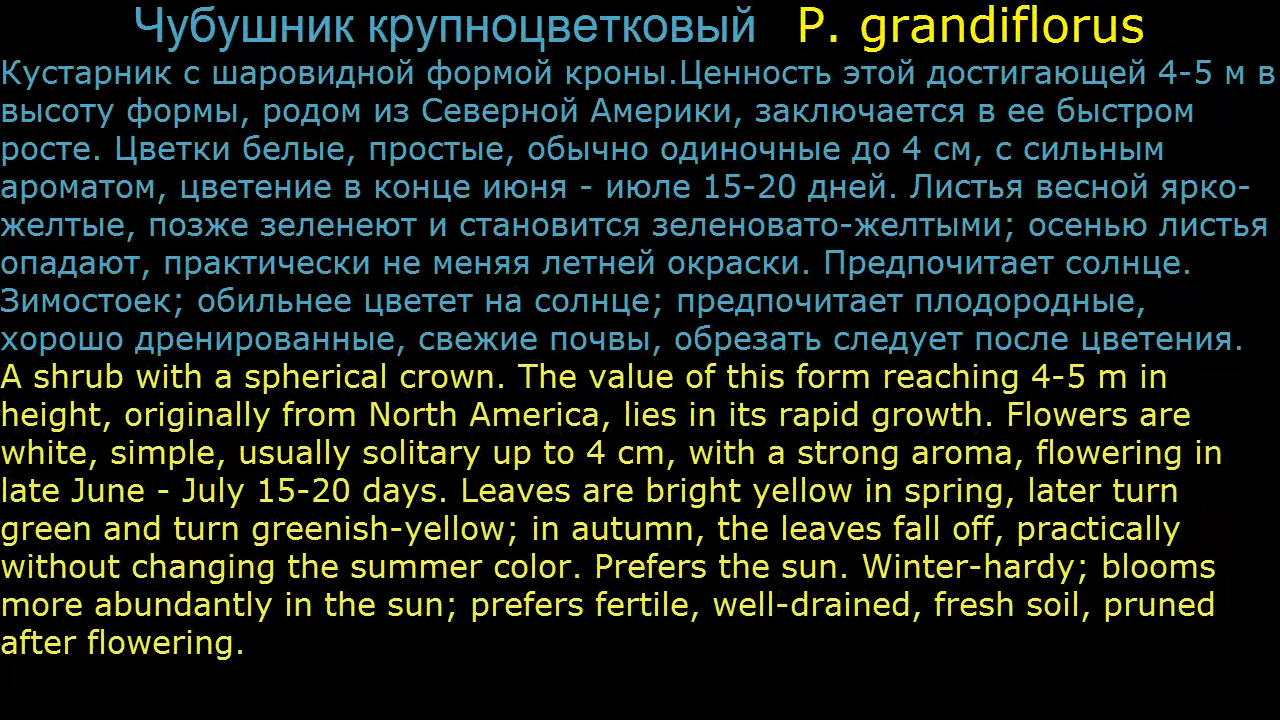 Чубушник крупноцветковый P. grandiflorus
Кустарник с шаровидной формой кроны.Ценность этой достигающей 4-5 м в
высоту формы, родом из Северной Америки, заключается в ее быстром
росте. Цветки белые, простые, обычно одиночные до 4 см, с сильным
ароматом, цветение в конце июня - июле 15-20 дней. Листья весной ярко-
желтые, позже зеленеют и становится зеленовато-желтыми; осенью листья
опадают, практически не меняя летней окраски. Предпочитает солнце.
Зимостоек; обильнее цветет на солнце; предпочитает плодородные,
хорошо дренированные, свежие почвы, обрезать следует после цветения.
A shrub with a spherical crown. The value of this form reaching 4-5 m in
height, originally from North America, lies in its rapid growth. Flowers are
white, simple, usually solitary up to 4 cm, with a strong aroma, flowering in
late June - July 15-20 days. Leaves are bright yellow in spring, later turn
green and turn greenish-yellow; in autumn, the leaves fall off, practically
without changing the summer color. Prefers the sun. Winter-hardy; blooms
more abundantly in the sun; prefers fertile, well-drained, fresh soil, pruned
after flowering.